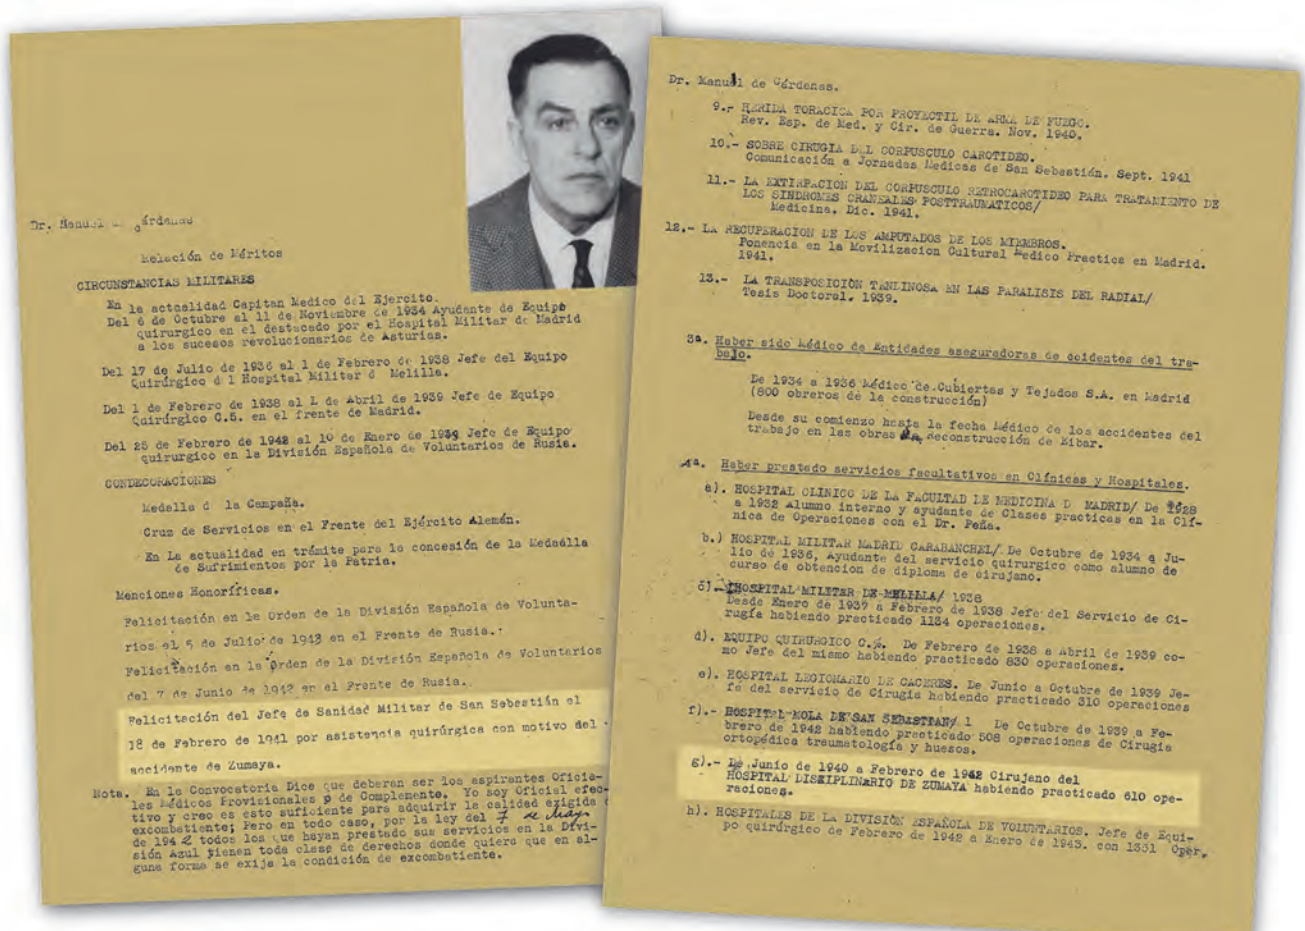 Dr. Manuel de Cárdenas
Relación de Méritos
CIRCUNSTANCIAS MILITARES
En la actualidad Capitan Medico del Ejercito.
Del 6 de Octubre al 11 de Noviembre de 1934 Ayudante de Equipo
quirurgico en el destacado por el Hospital Militar de Madrid
a los sucesos revolucionarios de Asturias.
Del 17 de Julio de 1936 al 1 de Febrero de 1938 Jefe del Equipo
Quirúrgico d l Hospital Militar d Melilla.
Del 1 de Febrero de 1938 al 1 de Abril de 1939 Jefe de Equipo
Quirúrgico C.5. en el frente de Madrid.
Del 25 de Febrero de 1942 al 10 de Enero de 1939 Jefe de Equipo
quirurgico en la División Española de Voluntarios de Rusia.
CONDECORACIONES
Medalla d la Campaña.
Cruz de Servicios en el Frente del Ejército Alemán.
En La actualidad en trámite para la concesión de la Medaálla
de Sufrimientos por la Patria.
Menciones Honoríficas.
Felicitación en la Orden de la División Española de Volunta-
rios el 5 de Julio de 1943 en el Frente de Rusia.
Felicitación en la Orden de la División Española de Voluntarios
del 7 de Junio de 1942 en el Frente de Rusia.
Felicitación del Jefe de Sanidad Militar de San Sebastián el
18 de Febrero de 1941 por asistencia quirúrgica con motivo del
accidente de Zumaya.
Nota. En la Convocatoria Dice que deberan ser los aspirantes Oficia-
les Médicos Provisionales o de Complemento. Yo soy Oficial efec-
tivo y creo es esto suficiente para adquirir la calidad exigida
excombatiente; Pero en todo caso, por la ley del 7 de Mayo
de 1942 todos los que hayan prestado sus servicios en la Divi-
sión Azul tienen toda clase de derechos donde quiera que en al-
guna forma se exija la condición de excombatiente.
Dr. Manuel de Cárdenas.
9.- HERIDA TORACICA POR PROYECTIL DE ARMA DE FUEGO.
Rev. Esp. de Med. y Cir. de Guerra. Nov. 1940.
10.- SOBRE CIRUGIA DEL CORPUSCULO CAROTIDEO.
Comunicación a Jornadas Medicas de San Sebastián. Sept. 1941
11.- LA EXTIRPACION DEL CORPUSCULO RETROCAROTIDEO PARA TRATAMIENTO DE
LOS SINDROMES CRANEALES POSTTRAUMATICOS/
Medicina. Dic. 1941.
12.- LA RECUPERACION DE LOS AMPUTADOS DE LOS MIEMBROS.
Ponencia en la Movilizacion Cultural Medico Practica en Madrid.
1941.
13.- LA TRANSPOSICIÓN TENDINOSA EN LAS PARALISIS DEL RADIAL/
Tesis Doctoral. 1939.
3ª. Haber sido Médico de Entidades aseguradoras de acidentes del tra-
bajo.
De 1934 a 1936 Médico de Cubiertas y Tejados S.A. en Madrid
(800 obreros de la construcción)
Desde su comienzo hasta la fecha Médico de los accidentes del
trabajo en las obras Reconstrucción de Eibar.
4ª. Haber prestado servicios facultativos en Clínicas y Hospitales.
a). HOSPITAL CLINICO DE LA FACULTAD DE MEDICINA D MADRID/ De 1928
a 1932 Alumno interno y ayudante de Clases practicas en la Clí-
nica de Operaciones con el Dr. Peña.
b.) HOSPITAL MILITAR MADRID CARABANCHEL/ De Octubre de 1934 a Ju-
lio de 1936, Ayudante del servicio quirurgico como alumno de
curso de obtencion de diploma de cirujano.
c). HOSPITAL MILITER DE MELILLA/ 1938
Desde Enero de 1937 a Febrero de 1938 Jefe del Servicio de Ci-
rugía habiendo practicado 1134 operaciones.
d). EQUIPO QUIRURGICO C. De Febrero de 1938 a Abril de 1939 co-
mo Jefe del mismo habiendo practicado 830 operaciones.
e). HOSPITAL LEGIONARIO DE CACERES. De Junio a Octubre de 1939 Je-
fe del servicio de Cirugía habiendo practicado 310 operaciones
f).- HOSPITAL MOLA DE SAN SEBASTIAN/ 1 De Octubre de 1939 a Fe-
brero de 1942 habiendo practicado 508 operaciones de Cirugía
ortopédica traumatología y huesos.
g).- De Junio de 1940 a Febrero de 1942 Cirujano del
HOSPITAL DISZIPLINARIO DE ZUMAYA habiendo practicado 610 ope-
raciones.
h). HOSPITALES DE LA DIVISIÓN ESPAÑOLA DE VOLUNTARIOS. Jefe de Equi-
po quirúrgico de Febrero de 1942 a Enero de 1943. con 1351 Oper.